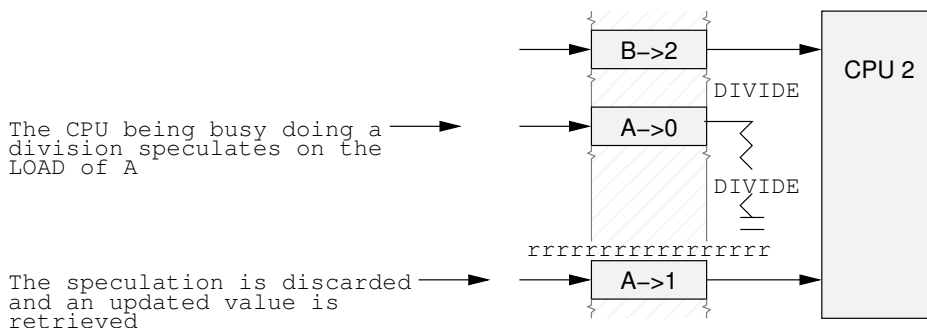 B–>2
CPU 2
DIVIDE
The CPU being busy doing a
division speculates on the
LOAD of A
A–>0
DIVIDE
rrrrrrrrrrrrrrrrr
The speculation is discarded
and an updated value is
retrieved
A–>1